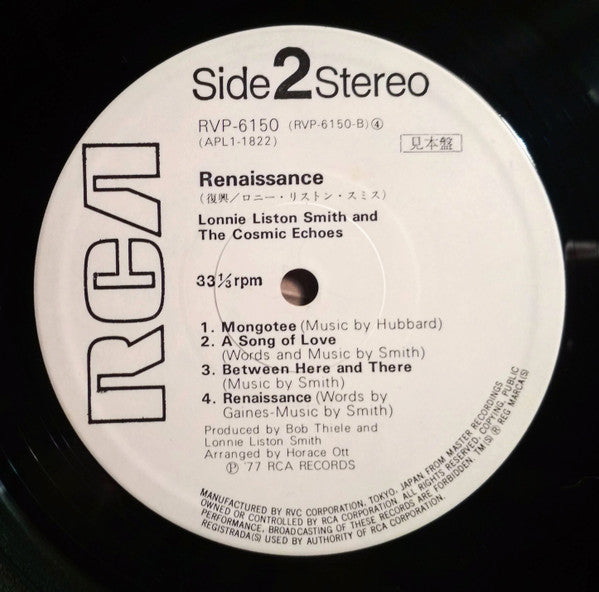 Side 2 Stereo
RVP-6150 (RVP-6150-B)④
(APL1-1822)
見本盤
RCA
Renaissance
(復興/ロニー・リストン・スミス)
Lonnie Liston Smith and
The Cosmic Echoes
33⅓rpm
1. Mongotee (Music by Hubbard)
2. A Song of Love
(Words and Music by Smith)
3. Between Here and There
(Music by Smith)
4. Renaissance (Words by
Gaines-Music by Smith)
Produced by Bob Thiele and
Lonnie Liston Smith
Arranged by Horace Ott
Ⓟ '77 RCA RECORDS
MANUFACTURED BY RVC CORPORATION, TOKYO, JAPAN FROM MASTER RECORDINGS
OWNED OR CONTROLLED BY RCA CORPORATION. ALL RIGHTS RESERVED, COPYING, PUBLIC
PERFORMANCE, BROADCASTING OF THESE RECORDS ARE FORBIDDEN. TM(S) ® REG MARCA(S)
REGISTRADA(S) USED BY AUTHORITY OF RCA CORPORATION.